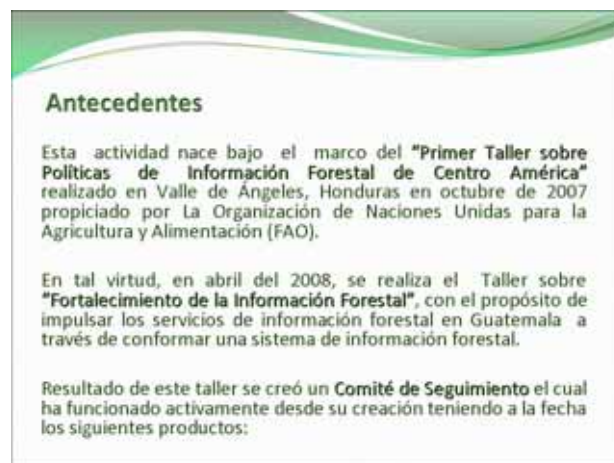 Antecedentes
Esta actividad nace bajo el marco del "Primer Taller sobre
Políticas de Información Forestal de Centro América"
realizado en Valle de Ángeles, Honduras en octubre de 2007
propiciado por La Organización de Naciones Unidas para la
Agricultura y Alimentación (FAO).
En tal virtud, en abril del 2008, se realiza el Taller sobre
"Fortalecimiento de la Información Forestal", con el propósito de
impulsar los servicios de información forestal en Guatemala a
través de conformar una sistema de información forestal.
Resultado de este taller se creó un Comité de Seguimiento el cual
ha funcionado activamente desde su creación teniendo a la fecha
los siguientes productos: